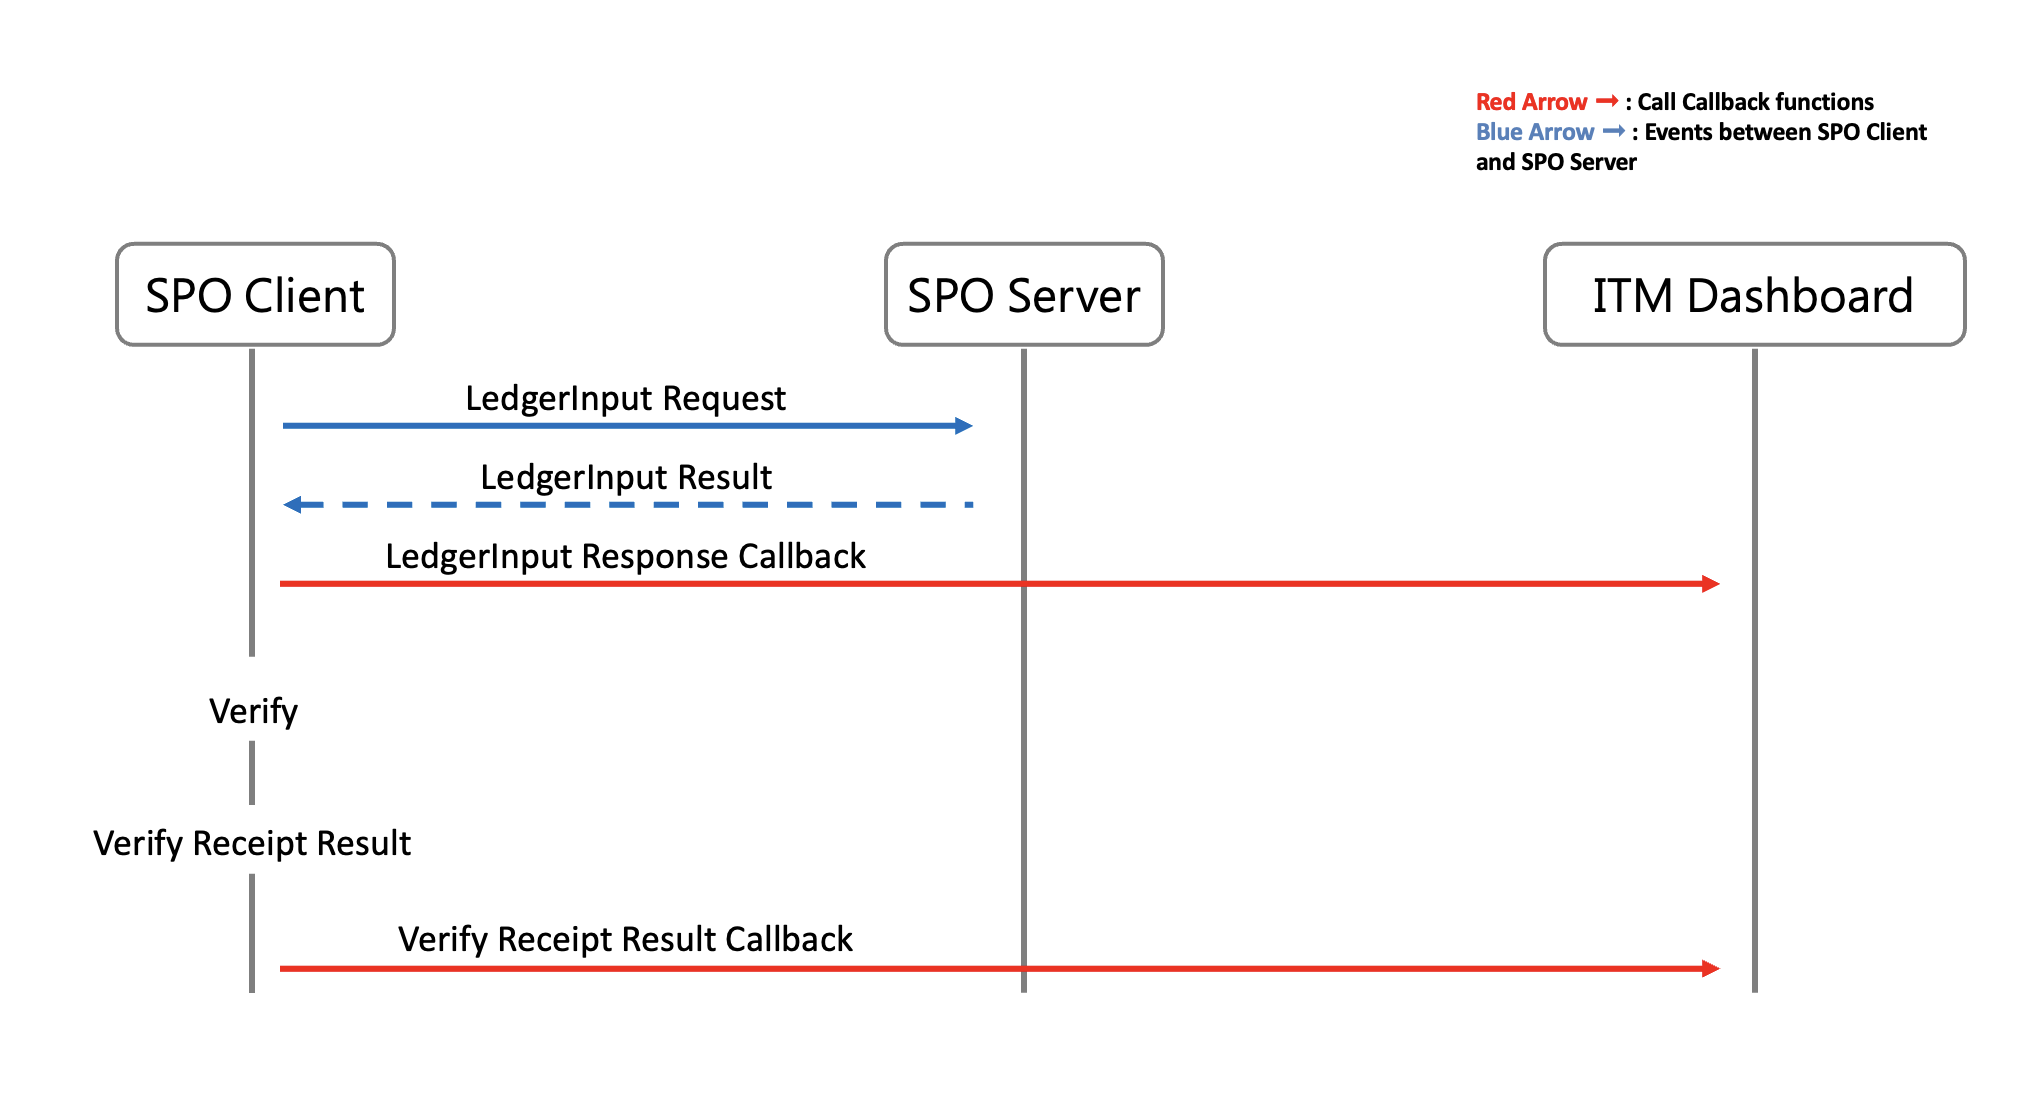 Red Arrow → : Call Callback functions
Blue Arrow → : Events between SPO Client
and SPO Server
SPO Client
SPO Server
ITM Dashboard
LedgerInput Request
LedgerInput Result
LedgerInput Response Callback
Verify
Verify Receipt Result
Verify Receipt Result Callback